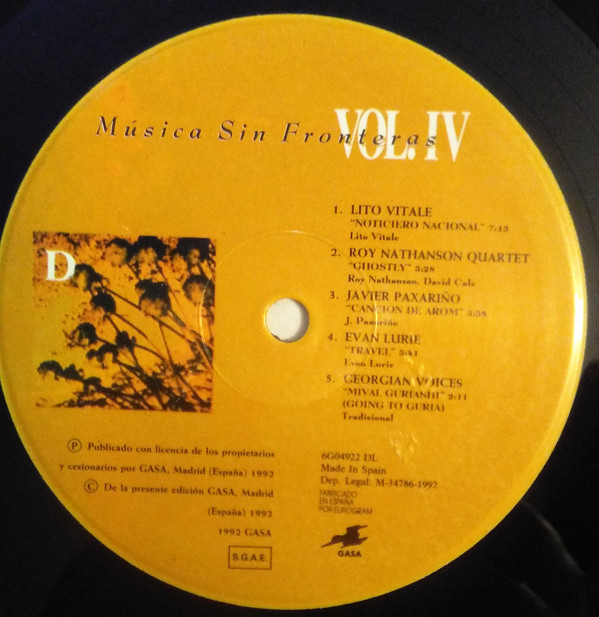 Música Sin Fronteras VOL. IV
D
1. LITO VITALE
"NOTICIERO NACIONAL" 7:13
Lito Vitale
2. ROY NATHANSON QUARTET
"GHOSTLY" 5:28
Roy Nathanson, David Cale
3. JAVIER PAXARIÑO
"CANCION DE AROM" 3:38
J. Paxariño
4. EVAN LURIE
"TRAVEL" 5:41
Evan Lurie
5. GEORGIAN VOICES
"MIVAL GURIASHI" 2:11
(GOING TO GURIA)
Tradicional
Ⓟ Publicado con licencia de los propietarios
y cesionarios por GASA, Madrid (España) 1992
Ⓒ De la presente edición GASA, Madrid
(España) 1992
1992 GASA
S.G.A.E.
6G04922 DL
Made In Spain
Dep. Legal: M-34786-1992
FABRICADO
EN ESPAÑA
POR EUROGRAM
GASA